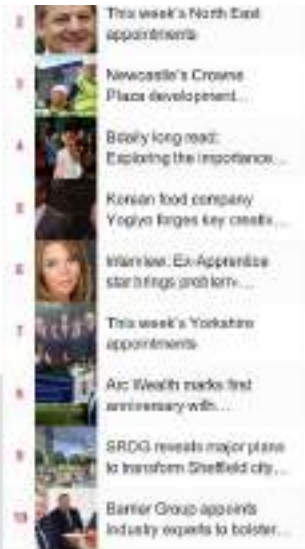 2
This week's North East
appointments
3
Newcastle's Crowne
Plaza development...
4
Bdaily long read:
Exploring the importance...
5
Korean food company
Yogiyo forges key creativ...
6
Interview: Ex-Apprentice
star brings problem-...
7
This week's Yorkshire
appointments
8
Arc Wealth marks first
anniversary with...
9
SRDG reveals major plans
to transform Sheffield city...
10
Barrier Group appoints
industry experts to bolster...